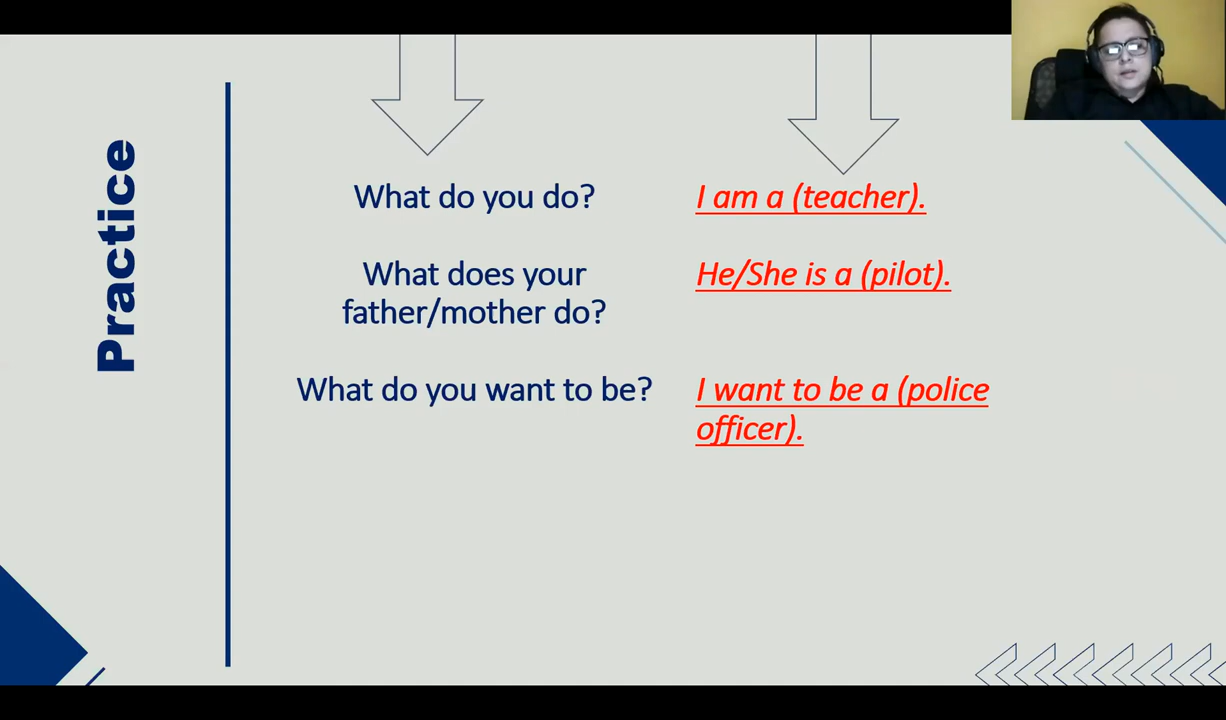 Practice
What do you do?
I am a (teacher).
What does your
father/mother do?
He/She is a (pilot).
What do you want to be?
I want to be a (police
officer).